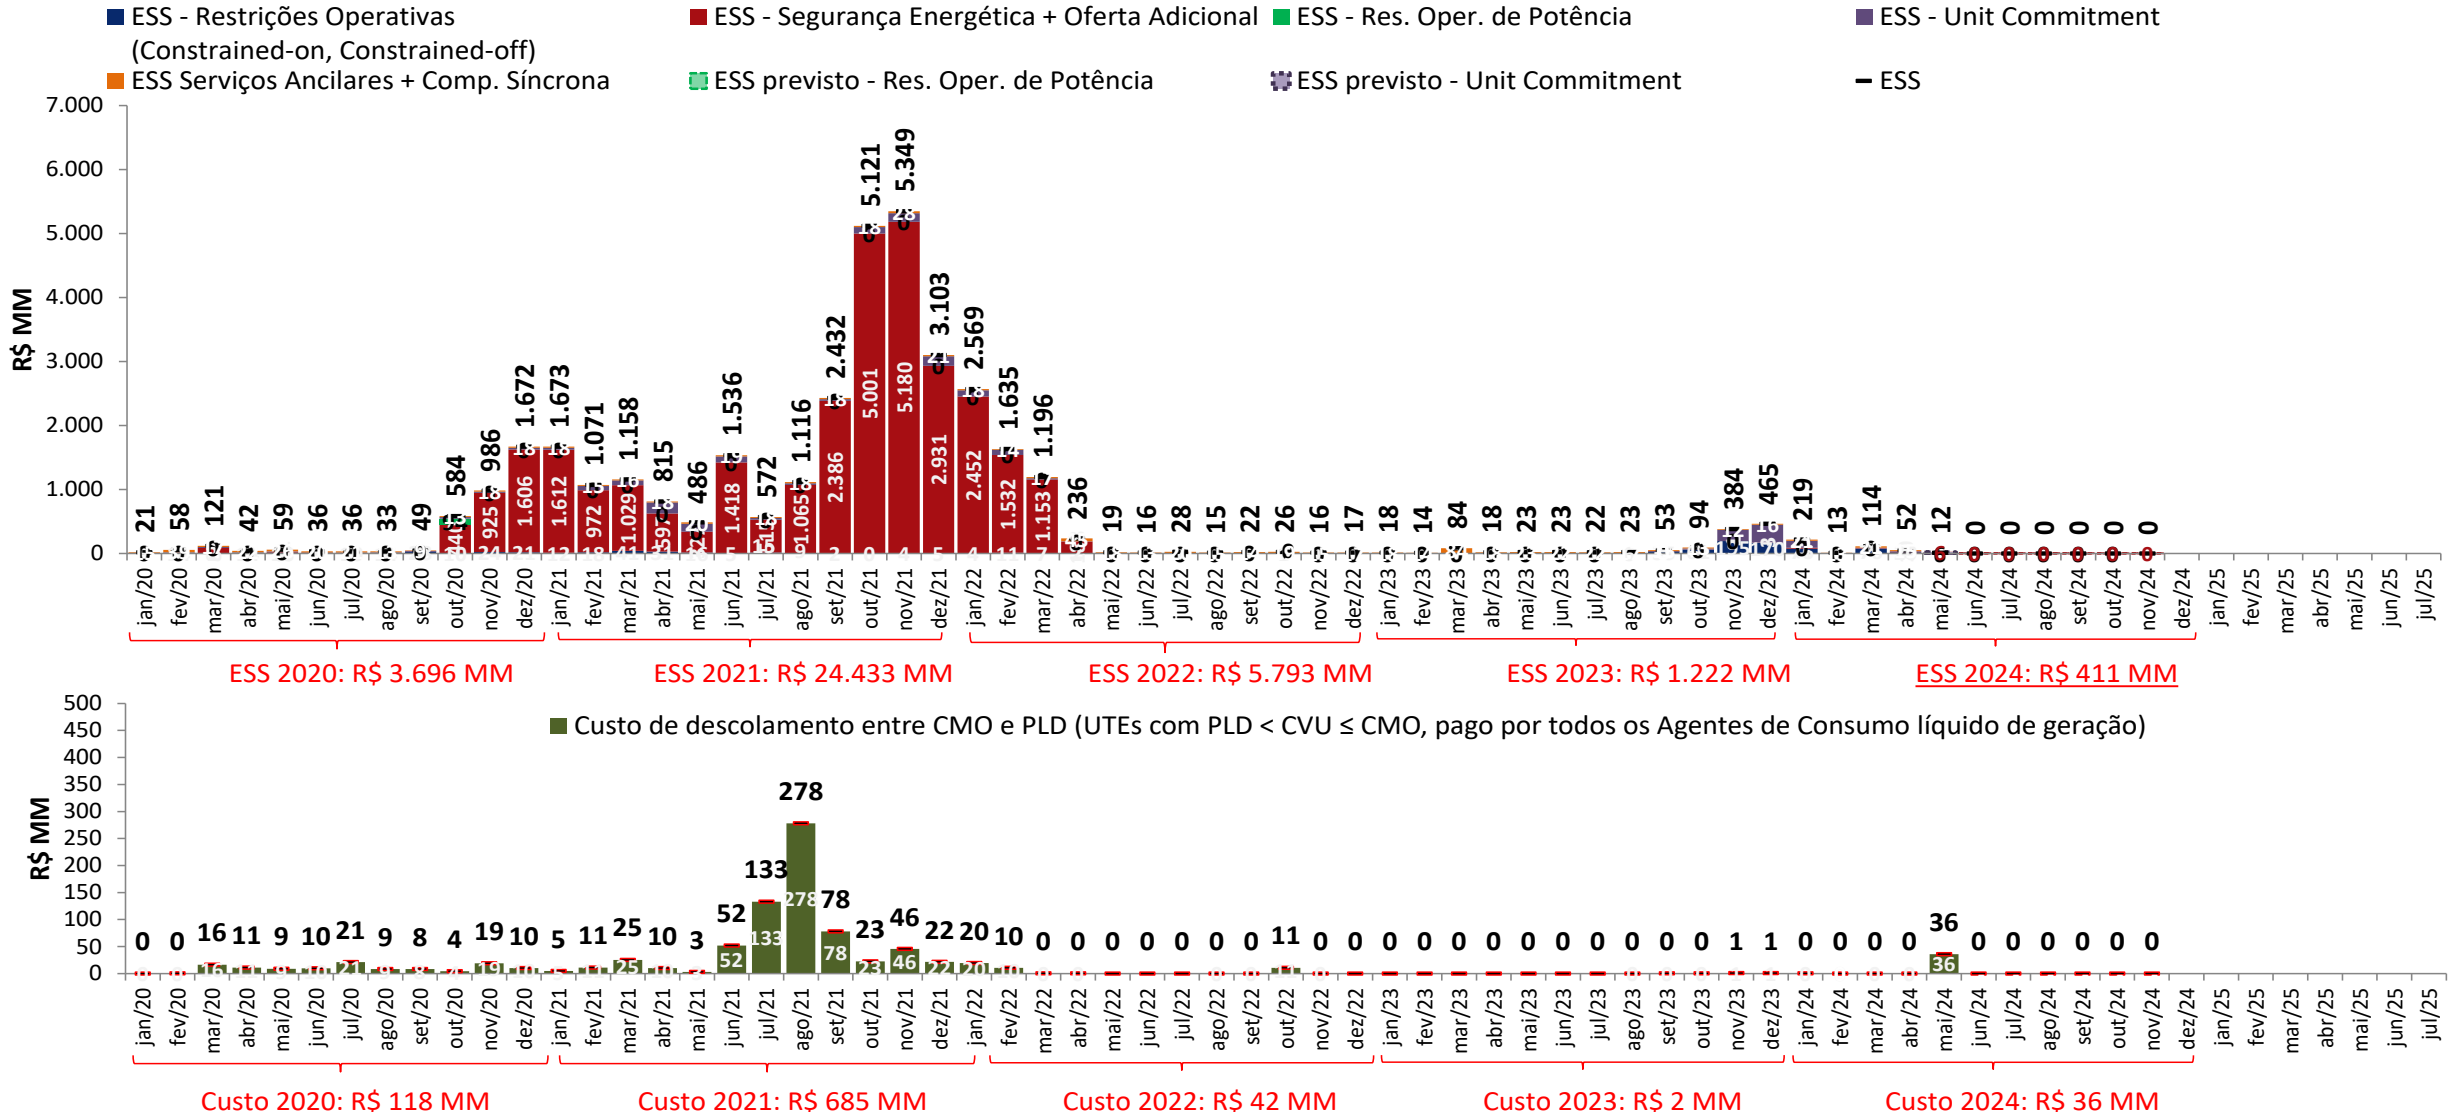 ESS - Restrições Operativas (Constrained-on, Constrained-off)
ESS - Segurança Energética + Oferta Adicional
ESS - Res. Oper. de Potência
ESS - Unit Commitment
ESS Serviços Ancilares + Comp. Síncrona
ESS previsto - Res. Oper. de Potência
ESS previsto - Unit Commitment
ESS
R$ MM
7.000
6.000
5.000
4.000
3.000
2.000
1.000
0
21 58 121 42 59 36 36 33 49 584 986 1.672 1.673 1.071 1.158 815 486 1.536 572 1.116 2.432 5.121 5.349 3.103 2.569 1.635 1.196 236 19 16 28 15 22 26 16 17 18 14 84 18 23 23 22 23 53 94 384 465 219 13 114 52 12 0 0 0 0 0 0
925 1.606 1.612 972 1.029 1.418 1.065 2.386 5.001 5.180 2.931 2.452 1.532 1.153
jan/20 fev/20 mar/20 abr/20 mai/20 jun/20 jul/20 ago/20 set/20 out/20 nov/20 dez/20 jan/21 fev/21 mar/21 abr/21 mai/21 jun/21 jul/21 ago/21 set/21 out/21 nov/21 dez/21 jan/22 fev/22 mar/22 abr/22 mai/22 jun/22 jul/22 ago/22 set/22 out/22 nov/22 dez/22 jan/23 fev/23 mar/23 abr/23 mai/23 jun/23 jul/23 ago/23 set/23 out/23 nov/23 dez/23 jan/24 fev/24 mar/24 abr/24 mai/24 jun/24 jul/24 ago/24 set/24 out/24 nov/24 dez/24 jan/25 fev/25 mar/25 abr/25 mai/25 jun/25 jul/25
ESS 2020: R$ 3.696 MM
ESS 2021: R$ 24.433 MM
ESS 2022: R$ 5.793 MM
ESS 2023: R$ 1.222 MM
ESS 2024: R$ 411 MM
Custo de descolamento entre CMO e PLD (UTEs com PLD < CVU ≤ CMO, pago por todos os Agentes de Consumo líquido de geração)
R$ MM
500
450
400
350
300
250
200
150
100
50
0
0 0 16 11 9 10 21 9 8 4 19 10 5 11 25 10 3 52 133 278 78 23 46 22 20 10 0 0 0 0 0 0 0 11 0 0 0 0 0 0 0 0 0 0 0 0 1 1 0 0 0 0 36 0 0 0 0 0 0
16 21 19 25 52 133 278 78 23 46 22 20 36
jan/20 fev/20 mar/20 abr/20 mai/20 jun/20 jul/20 ago/20 set/20 out/20 nov/20 dez/20 jan/21 fev/21 mar/21 abr/21 mai/21 jun/21 jul/21 ago/21 set/21 out/21 nov/21 dez/21 jan/22 fev/22 mar/22 abr/22 mai/22 jun/22 jul/22 ago/22 set/22 out/22 nov/22 dez/22 jan/23 fev/23 mar/23 abr/23 mai/23 jun/23 jul/23 ago/23 set/23 out/23 nov/23 dez/23 jan/24 fev/24 mar/24 abr/24 mai/24 jun/24 jul/24 ago/24 set/24 out/24 nov/24 dez/24 jan/25 fev/25 mar/25 abr/25 mai/25 jun/25 jul/25
Custo 2020: R$ 118 MM
Custo 2021: R$ 685 MM
Custo 2022: R$ 42 MM
Custo 2023: R$ 2 MM
Custo 2024: R$ 36 MM